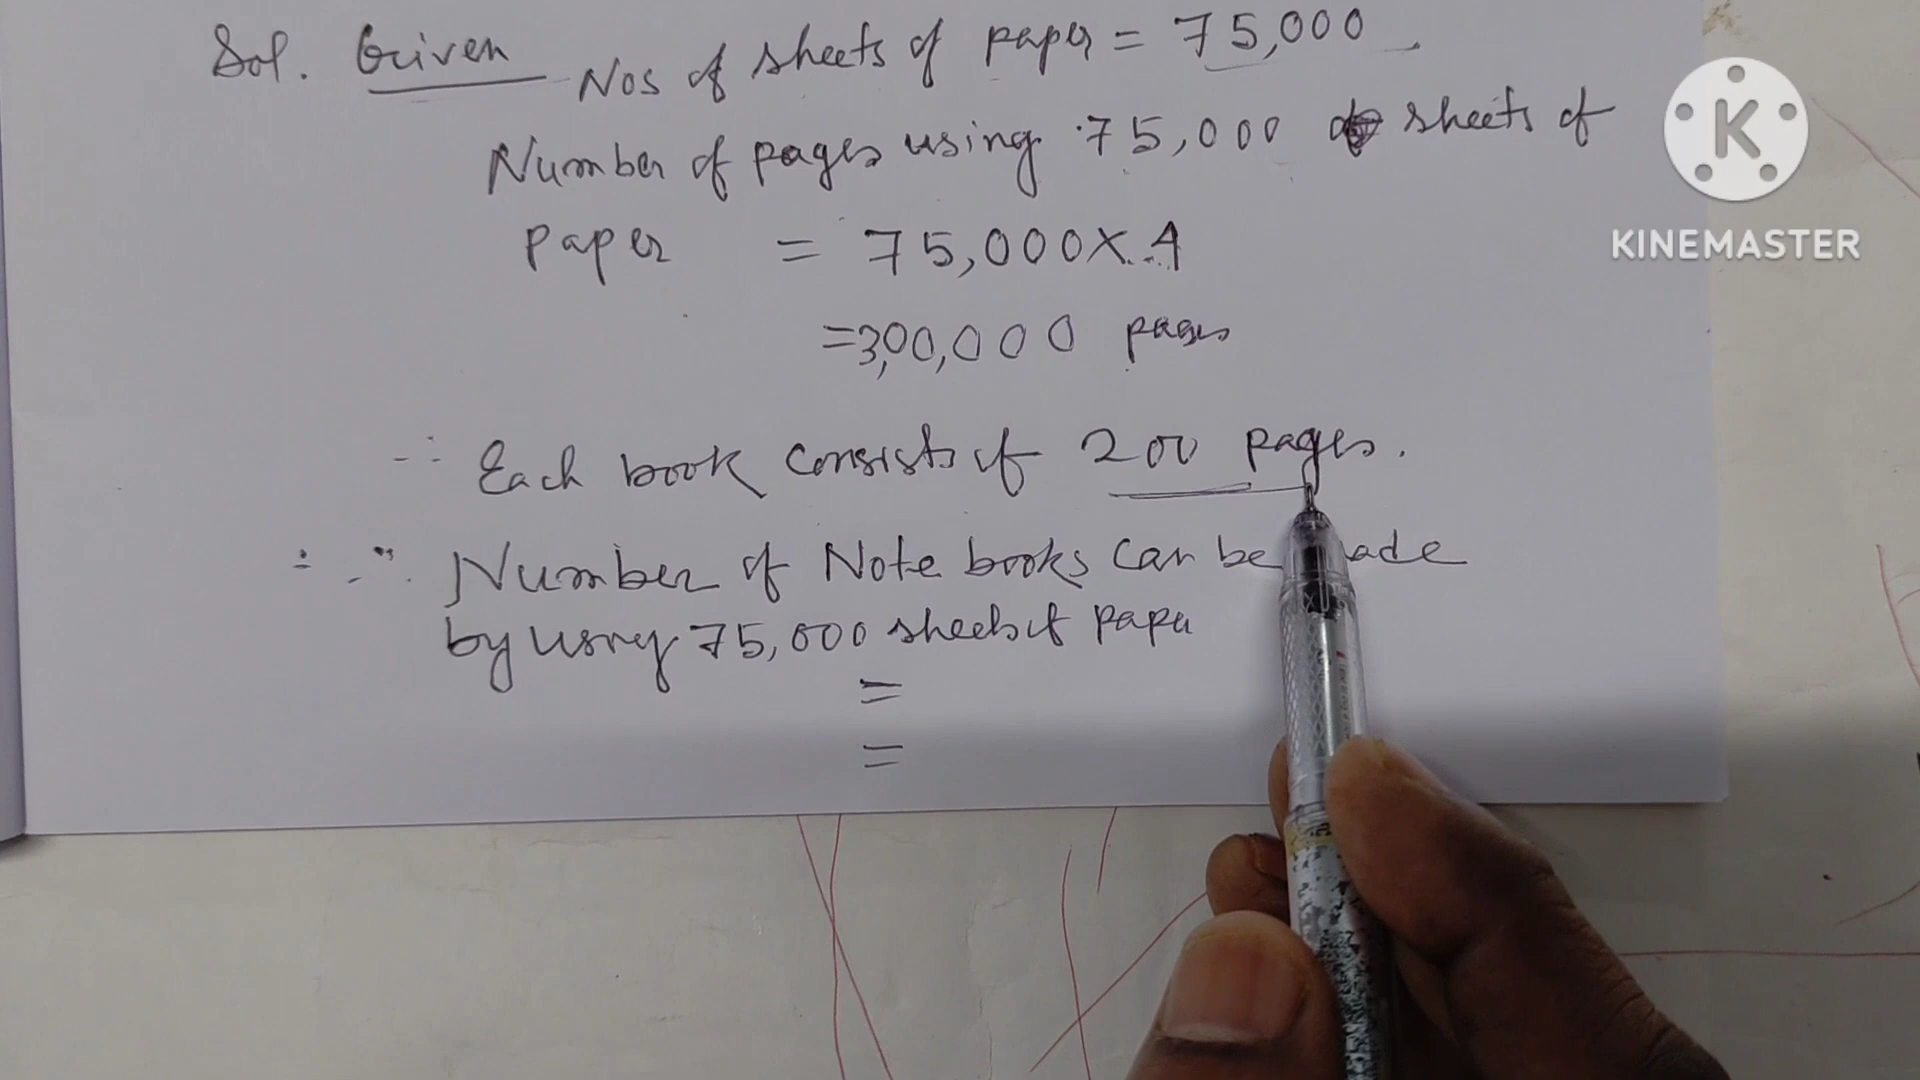 Sol. Given Nos of sheets of paper = 75,000
Number of pages using 75,000 sheets of
paper = 75,000 x 4
= 3,00,000 pages
∵ Each book consists of 200 pages.
∴ Number of Note books can be made
by using 75,000 sheets of paper
=
=
K
KINEMASTER